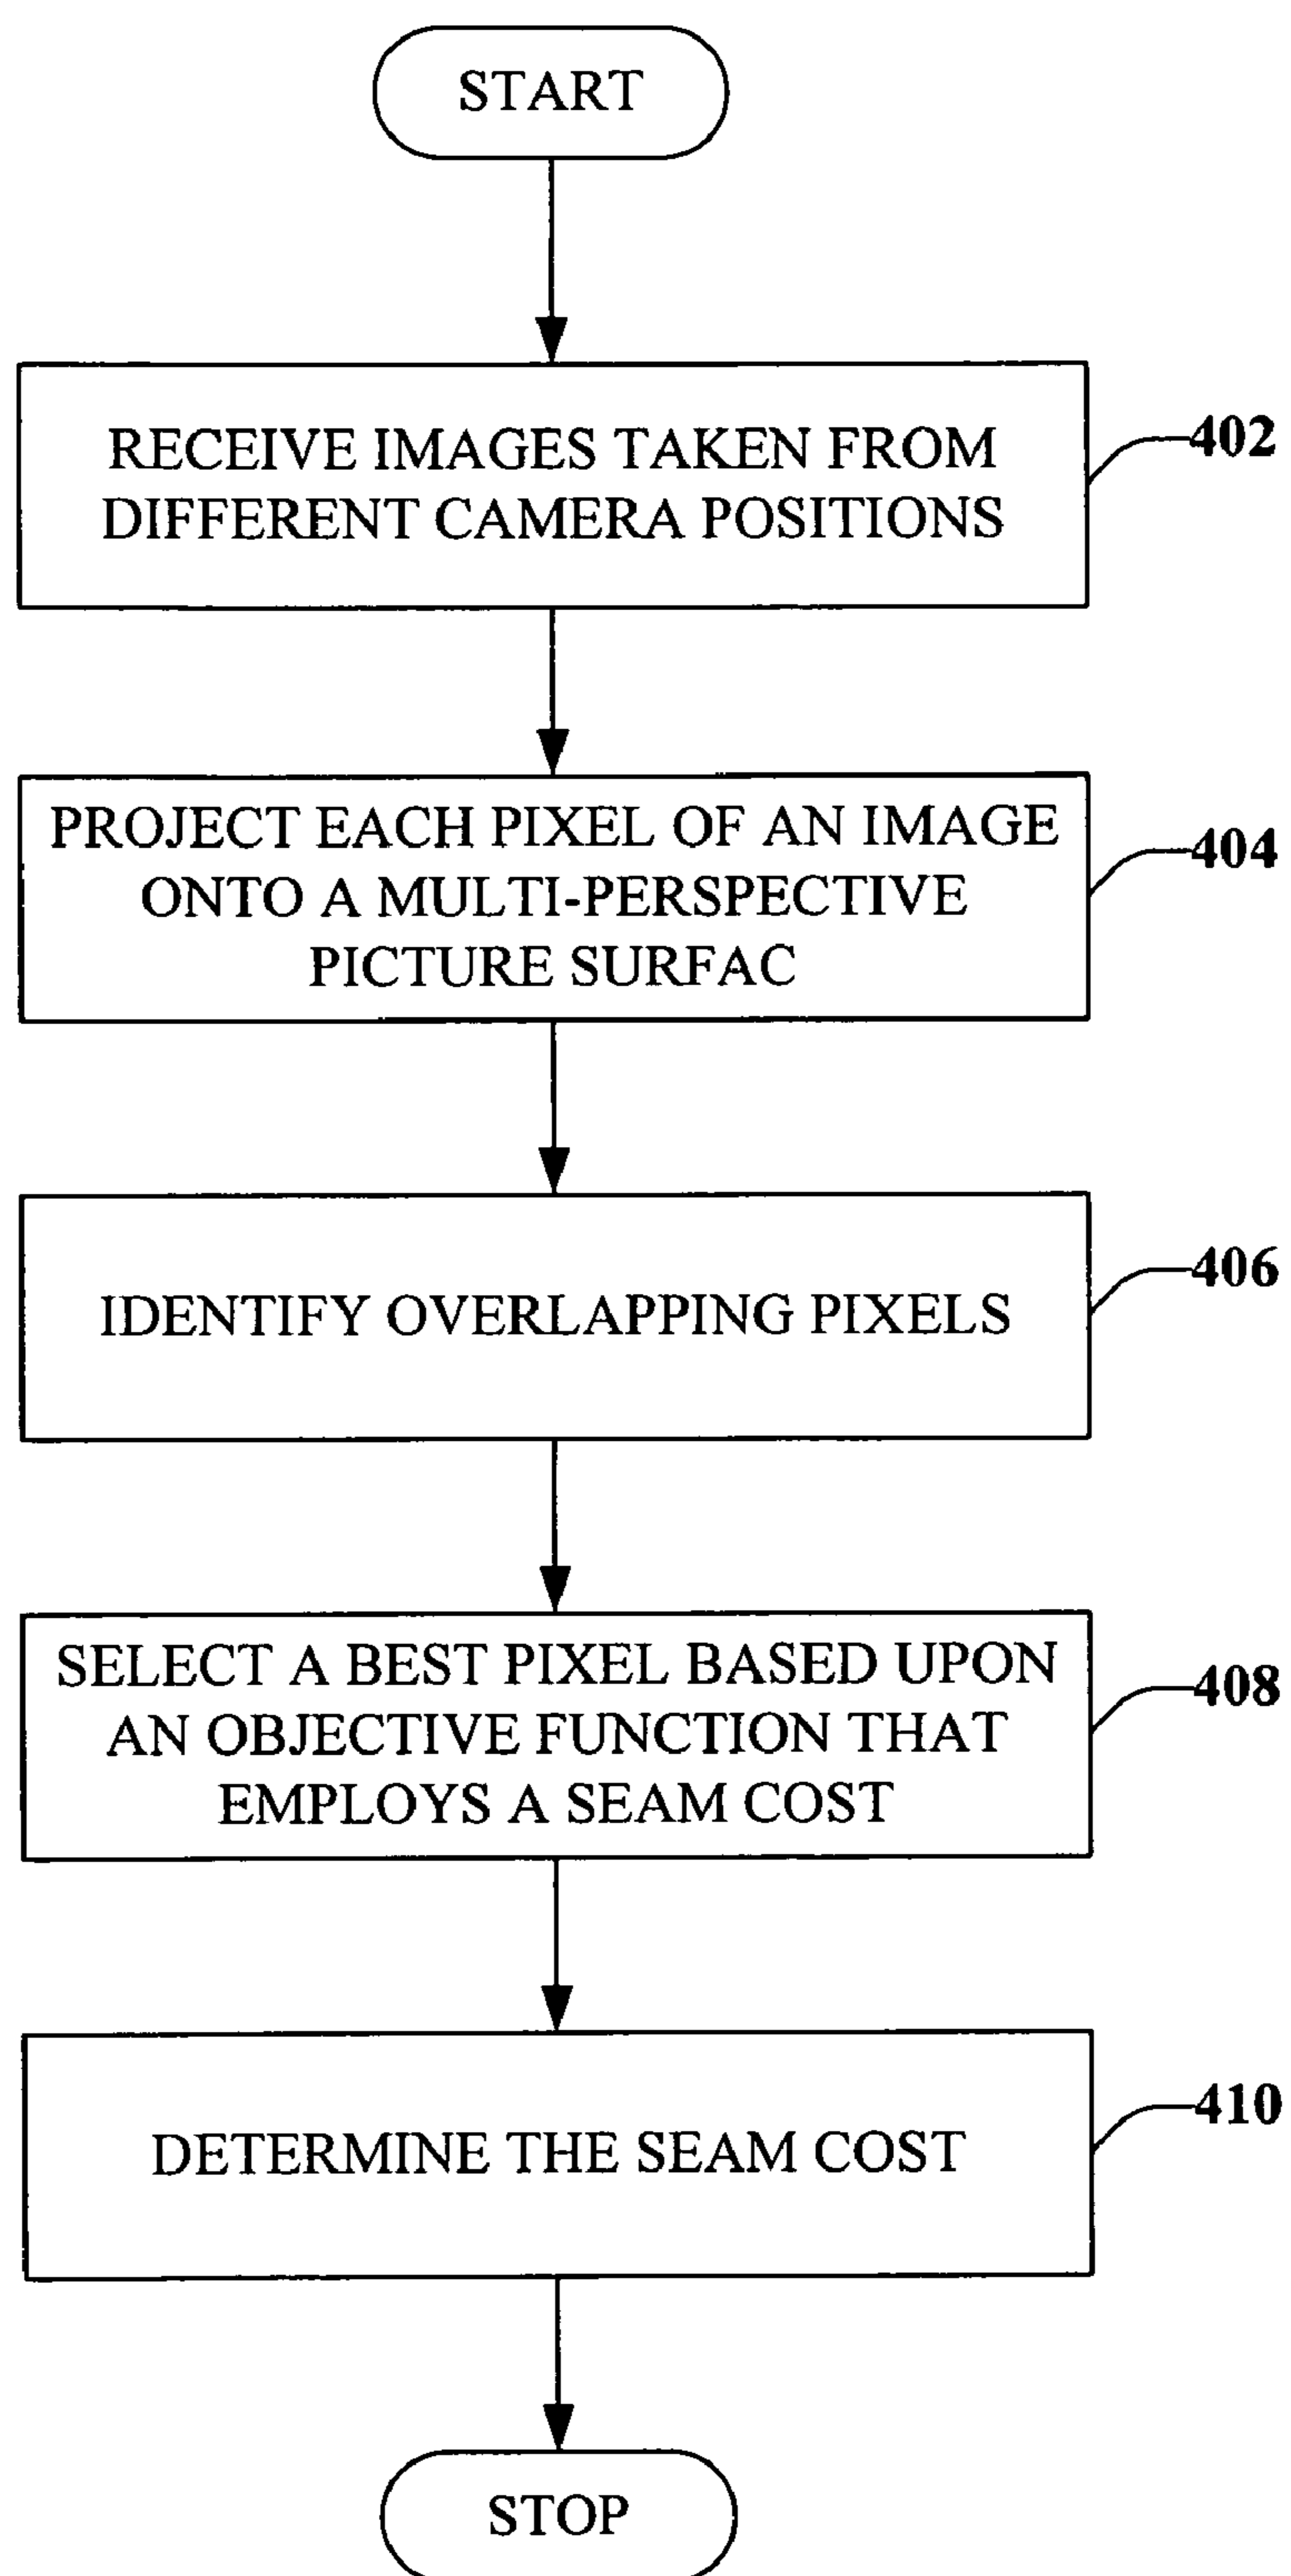 START
RECEIVE IMAGES TAKEN FROM
DIFFERENT CAMERA POSITIONS
402
PROJECT EACH PIXEL OF AN IMAGE
ONTO A MULTI-PERSPECTIVE
PICTURE SURFAC
404
IDENTIFY OVERLAPPING PIXELS
406
SELECT A BEST PIXEL BASED UPON
AN OBJECTIVE FUNCTION THAT
EMPLOYS A SEAM COST
408
DETERMINE THE SEAM COST
410
STOP